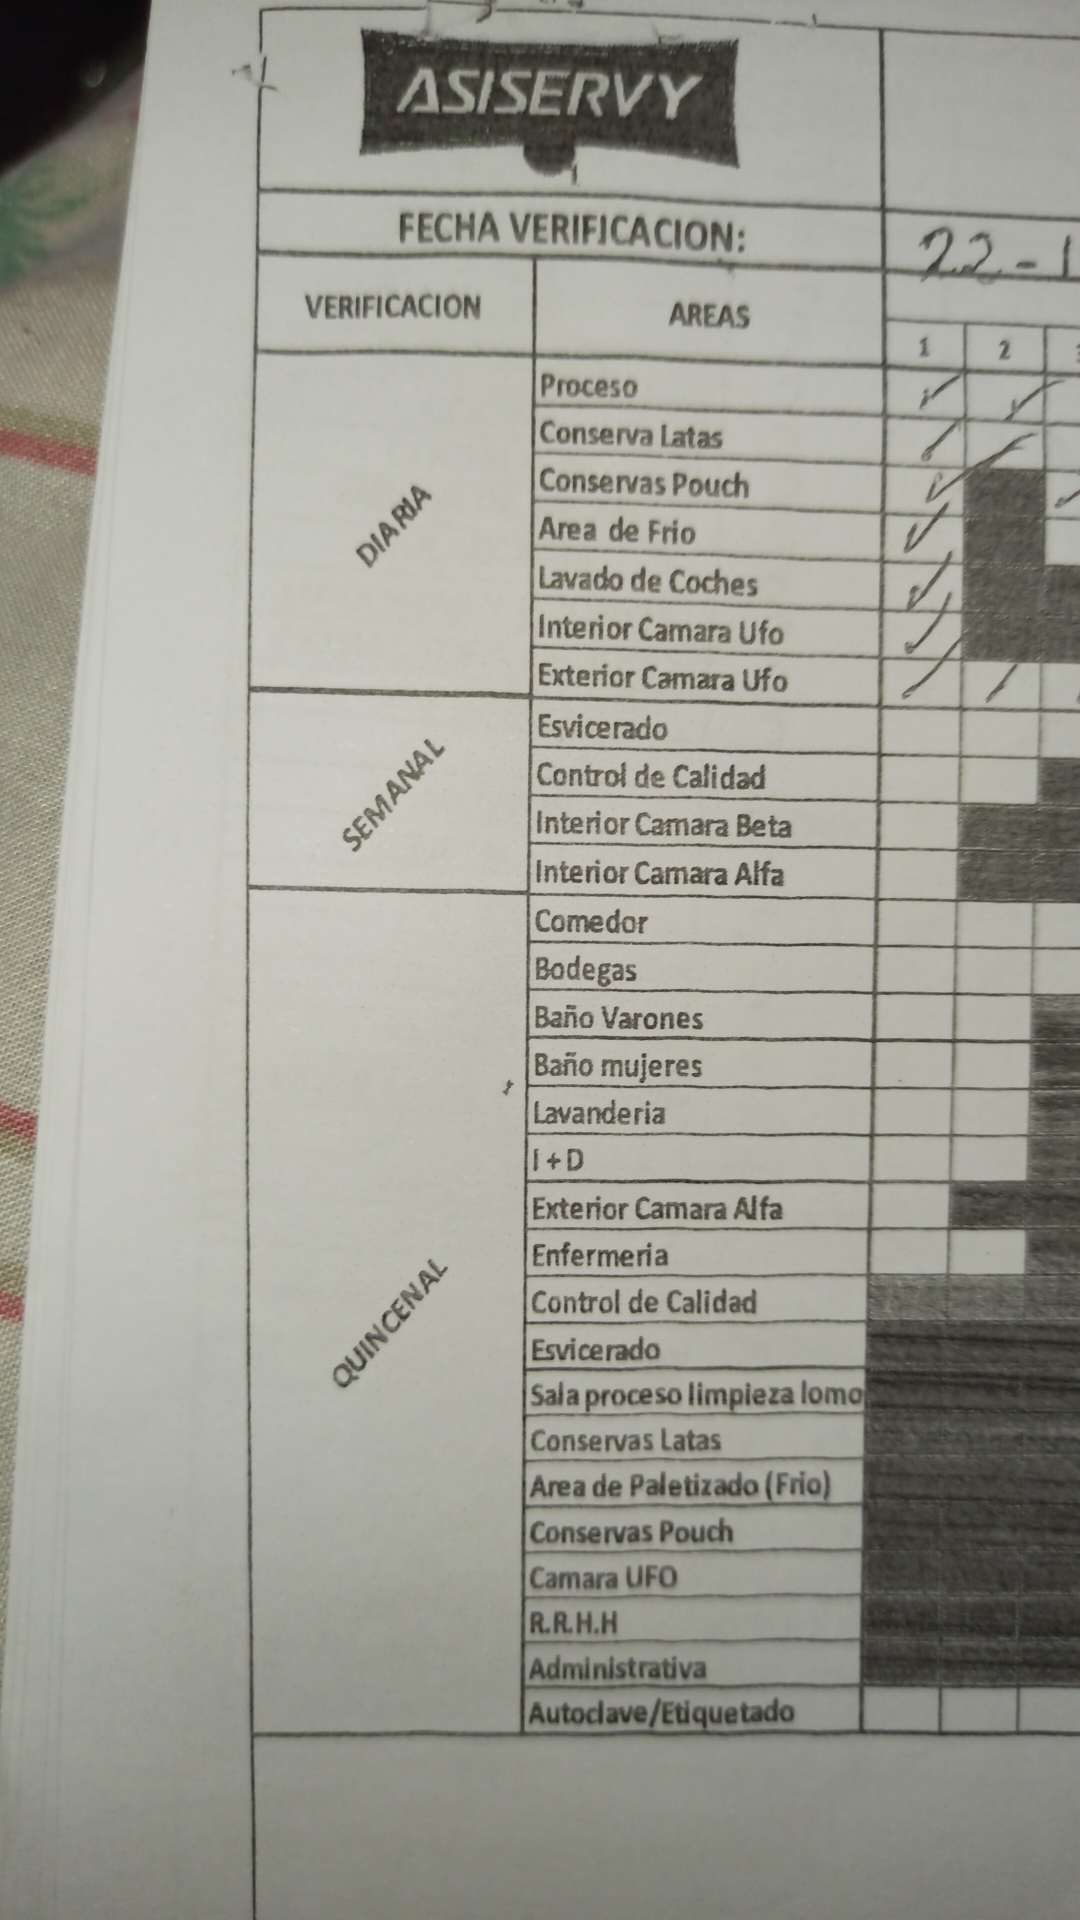 ASISERVY
FECHA VERIFICACION: 22-1
VERIFICACION AREAS
1 2
DIARIA
Proceso
Conserva Latas
Conservas Pouch
Area de Frio
Lavado de Coches
Interior Camara Ufo
Exterior Camara Ufo
SEMANAL
Esvicerado
Control de Calidad
Interior Camara Beta
Interior Camara Alfa
QUINCENAL
Comedor
Bodegas
Baño Varones
Baño mujeres
Lavanderia
I + D
Exterior Camara Alfa
Enfermeria
Control de Calidad
Esvicerado
Sala proceso limpieza lomo
Conservas Latas
Area de Paletizado (Frio)
Conservas Pouch
Camara UFO
R.R.H.H
Administrativa
Autoclave/Etiquetado